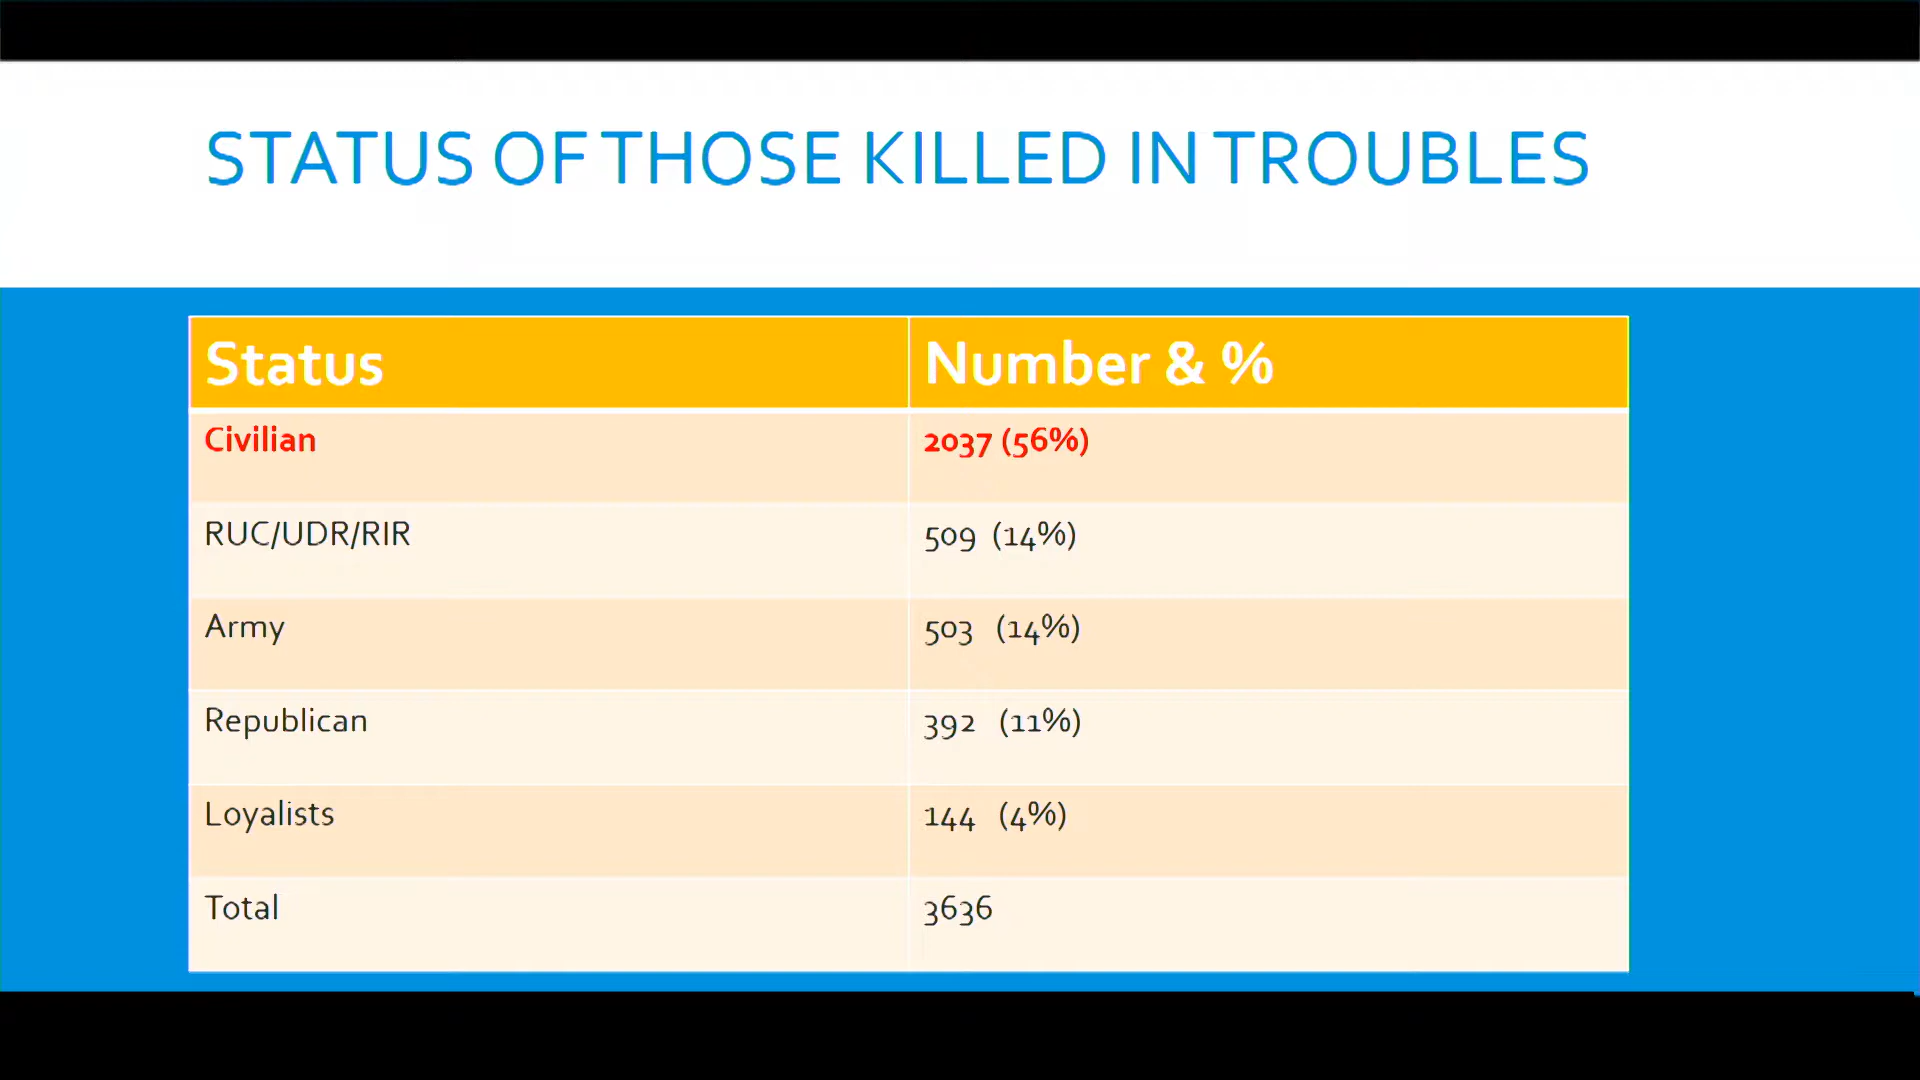 STATUS OF THOSE KILLED IN TROUBLES
Status Number & %
Civilian 2037 (56%)
RUC/UDR/RIR 509 (14%)
Army 503 (14%)
Republican 392 (11%)
Loyalists 144 (4%)
Total 3636